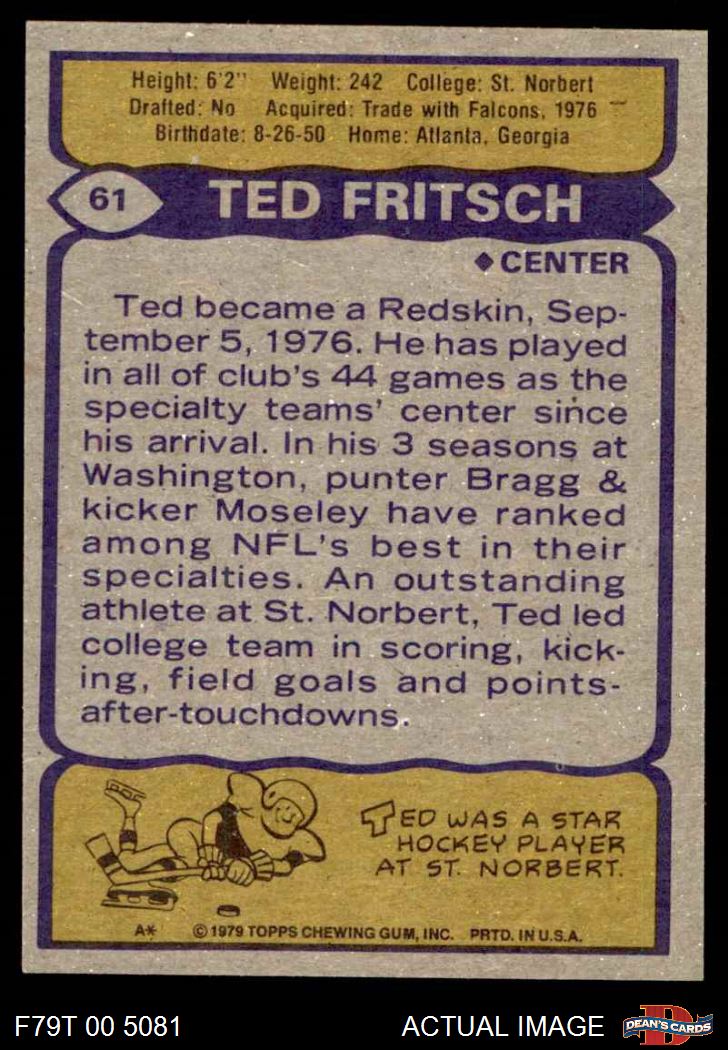 Height: 6'2" Weight: 242 College: St. Norbert
Drafted: No Acquired: Trade with Falcons, 1976
Birthdate: 8-26-50 Home: Atlanta, Georgia
61 TED FRITSCH
◆CENTER
Ted became a Redskin, Sep-
tember 5, 1976. He has played
in all of club's 44 games as the
specialty teams' center since
his arrival. In his 3 seasons at
Washington, punter Bragg &
kicker Moseley have ranked
among NFL's best in their
specialties. An outstanding
athlete at St. Norbert, Ted led
college team in scoring, kick-
ing, field goals and points-
after-touchdowns.
TED WAS A STAR
HOCKEY PLAYER
AT ST. NORBERT.
A* ©1979 TOPPS CHEWING GUM, INC. PRTD. IN U.S.A.
F79T 00 5081 ACTUAL IMAGE D DEAN'S CARDS